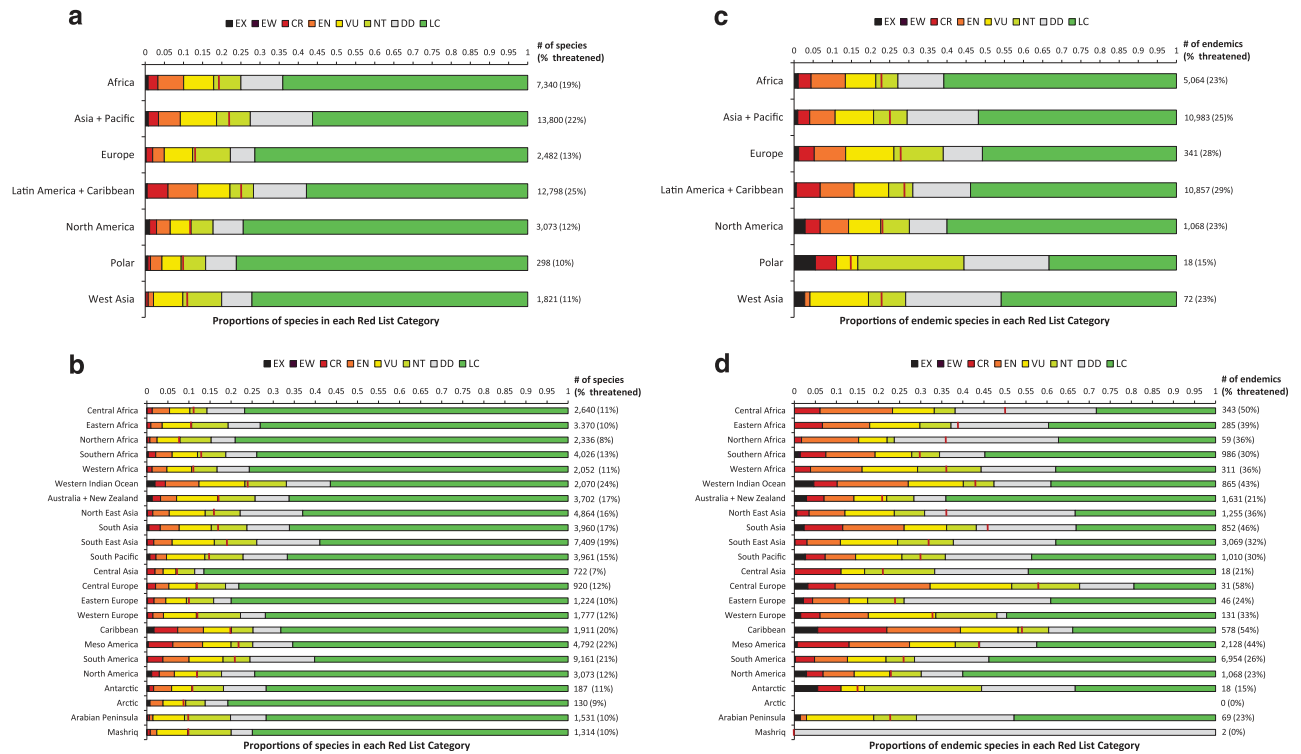 a
EX EW CR EN VU NT DD LC
# of species
(% threatened)
0 0.05 0.1 0.15 0.2 0.25 0.3 0.35 0.4 0.45 0.5 0.55 0.6 0.65 0.7 0.75 0.8 0.85 0.9 0.95 1
Africa 7,340 (19%)
Asia + Pacific 13,800 (22%)
Europe 2,482 (13%)
Latin America + Caribbean 12,798 (25%)
North America 3,073 (12%)
Polar 298 (10%)
West Asia 1,821 (11%)
Proportions of species in each Red List Category
c
EX EW CR EN VU NT DD LC
# of endemics
(% threatened)
0 0.05 0.1 0.15 0.2 0.25 0.3 0.35 0.4 0.45 0.5 0.55 0.6 0.65 0.7 0.75 0.8 0.85 0.9 0.95 1
Africa 5,064 (23%)
Asia + Pacific 10,983 (25)%
Europe 341 (28%)
Latin America + Caribbean 10,857 (29%)
North America 1,068 (23%)
Polar 18 (15%)
West Asia 72 (23%)
Proportions of endemic species in each Red List Category
b
EX EW CR EN VU NT DD LC
# of species
(% threatened)
0 0.05 0.1 0.15 0.2 0.25 0.3 0.35 0.4 0.45 0.5 0.55 0.6 0.65 0.7 0.75 0.8 0.85 0.9 0.95 1
Central Africa 2,640 (11%)
Eastern Africa 3.370 (10%)
Northern Africa 2,336 (8%)
Southern Africa 4,026 (13%)
Western Africa 2,052 (11%)
Western Indian Ocean 2,070 (24%)
Australia + New Zealand 3,702 (17%)
North East Asia 4,864 (16%)
South Asia 3,960 (17%)
South East Asia 7,409 (19%)
South Pacific 3,961 (15%)
Central Asia 722 (7%)
Central Europe 920 (12%)
Eastern Europe 1,224 (10%)
Western Europe 1,777 (12%)
Caribbean 1,911 (20%)
Meso America 4,792 (22%)
South America 9,161 (21%)
North America 3,073 (12%)
Antarctic 187 (11%)
Arctic 130 (9%)
Arabian Peninsula 1,531 (10%)
Mashriq 1,314 (10%)
Proportions of species in each Red List Category
d
EX EW CR EN VU NT DD LC
# of endemics
(% threatened)
0 0.05 0.1 0.15 0.2 0.25 0.3 0.35 0.4 0.45 0.5 0.55 0.6 0.65 0.7 0.75 0.8 0.85 0.9 0.95 1
Central Africa 343 (50%)
Eastern Africa 285 (39%)
Northern Africa 59 (36%)
Southern Africa 986 (30%)
Western Africa 311 (36%)
Western Indian Ocean 865 (43%)
Australia + New Zealand 1,631 (21%)
North East Asia 1,255 (36%)
South Asia 852 (46%)
South East Asia 3,069 (32%)
South Pacific 1,010 (30%)
Central Asia 18 (21%)
Central Europe 31 (58%)
Eastern Europe 46 (24%)
Western Europe 131 (33%)
Caribbean 578 (54%)
Meso America 2,128 (44%)
South America 6,954 (26%)
North America 1,068 (23%)
Antarctic 18 (15%)
Arctic 0 (0%)
Arabian Peninsula 69 (23%)
Mashriq 2 (0%)
Proportions of endemic species in each Red List Category